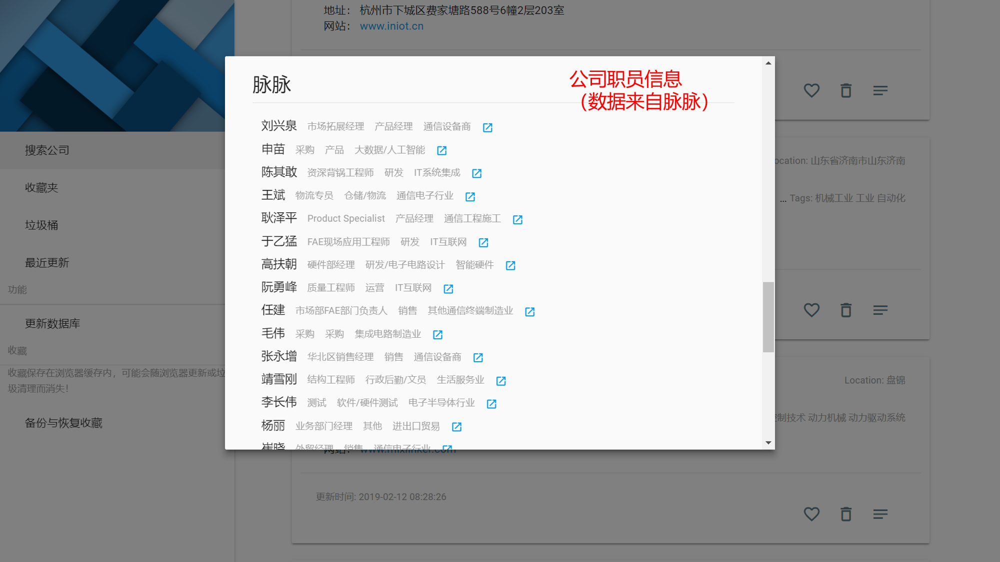 地址： 杭州市下城区费家塘路588号6幢2层203室
网站： www.iniot.cn
脉脉
公司职员信息
（数据来自脉脉）
刘兴泉 市场拓展经理 产品经理 通信设备商
申苗 采购 产品 大数据/人工智能
陈其敢 资深背锅工程师 研发 IT系统集成
王斌 物流专员 仓储/物流 通信电子行业
耿泽平 Product Specialist 产品经理 通信工程施工
于乙猛 FAE现场应用工程师 研发 IT互联网
高扶朝 硬件部经理 研发/电子电路设计 智能硬件
阮勇峰 质量工程师 运营 IT互联网
任建 市场部FAE部门负责人 销售 其他通信终端制造业
毛伟 采购 采购 集成电路制造业
张永增 华北区销售经理 销售 通信设备商
靖雪刚 结构工程师 行政后勤/文员 生活服务业
李长伟 测试 软件/硬件测试 电子半导体行业
杨丽 业务部门经理 其他 进出口贸易
崔晓 外贸经理 销售 通信电子行业
搜索公司
收藏夹
垃圾桶
最近更新
功能
更新数据库
收藏
收藏保存在浏览器缓存内，可能会随浏览器更新或垃
圾清理而消失！
备份与恢复收藏
ocation: 山东省济南市山东济南
... Tags: 机械工业 工业 自动化
Location: 盘锦
制技术 动力机械 动力驱动系统
网站： www.mixlinker.com
更新时间: 2019-02-12 08:28:26